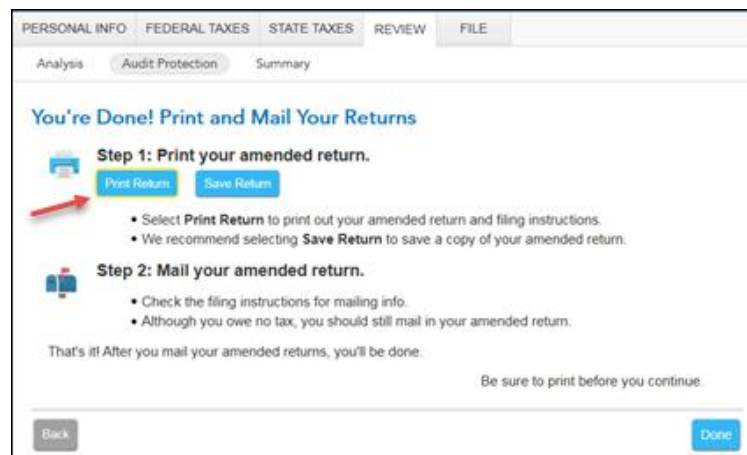 PERSONAL INFO FEDERAL TAXES STATE TAXES REVIEW FILE
Analysis Audit Protection Summary
You're Done! Print and Mail Your Returns
Step 1: Print your amended return.
Print Return Save Return
• Select Print Return to print out your amended return and filing instructions.
• We recommend selecting Save Return to save a copy of your amended return.
Step 2: Mail your amended return.
• Check the filing instructions for mailing info.
• Although you owe no tax, you should still mail in your amended return.
That's it! After you mail your amended returns, you'll be done.
Be sure to print before you continue.
Back Done